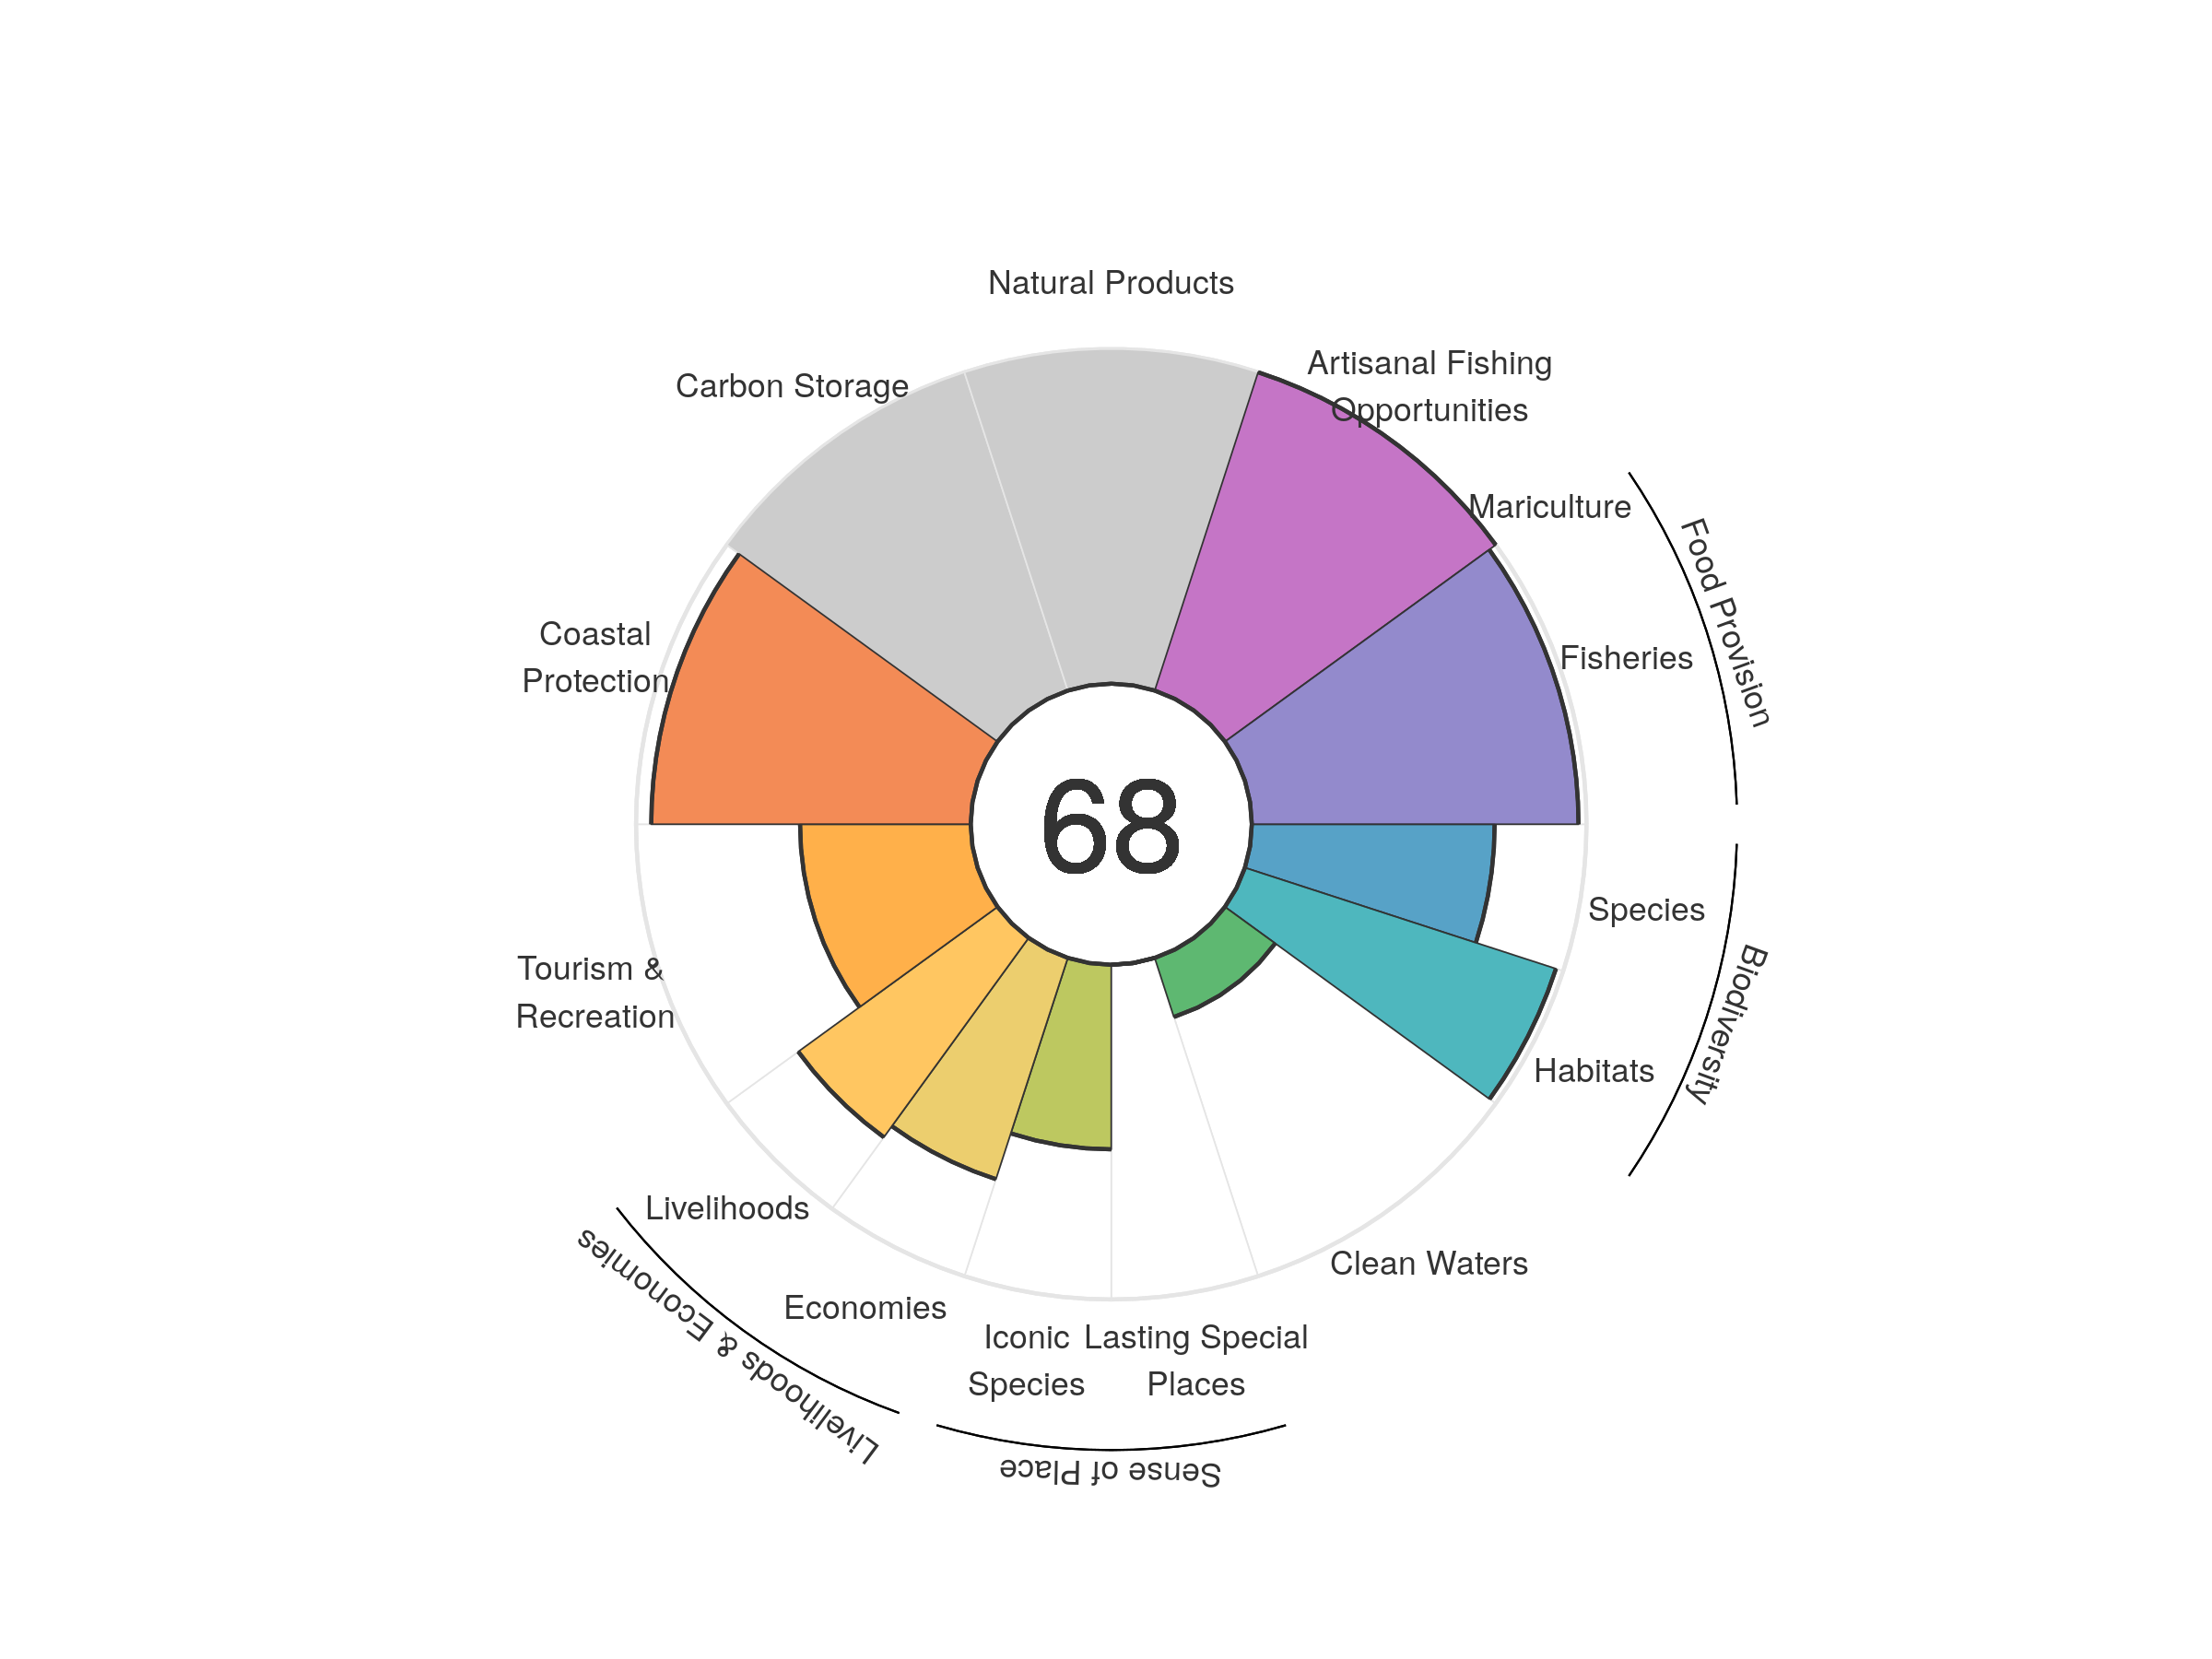 Natural Products
Artisanal Fishing
Opportunities
Carbon Storage
Mariculture
Food Provision
Coastal
Protection
Fisheries
68
Species
Biodiversity
Tourism &
Recreation
Habitats
Livelihoods
Clean Waters
Livelihoods & Economies
Economies
Iconic
Species
Lasting Special
Places
Sense of Place